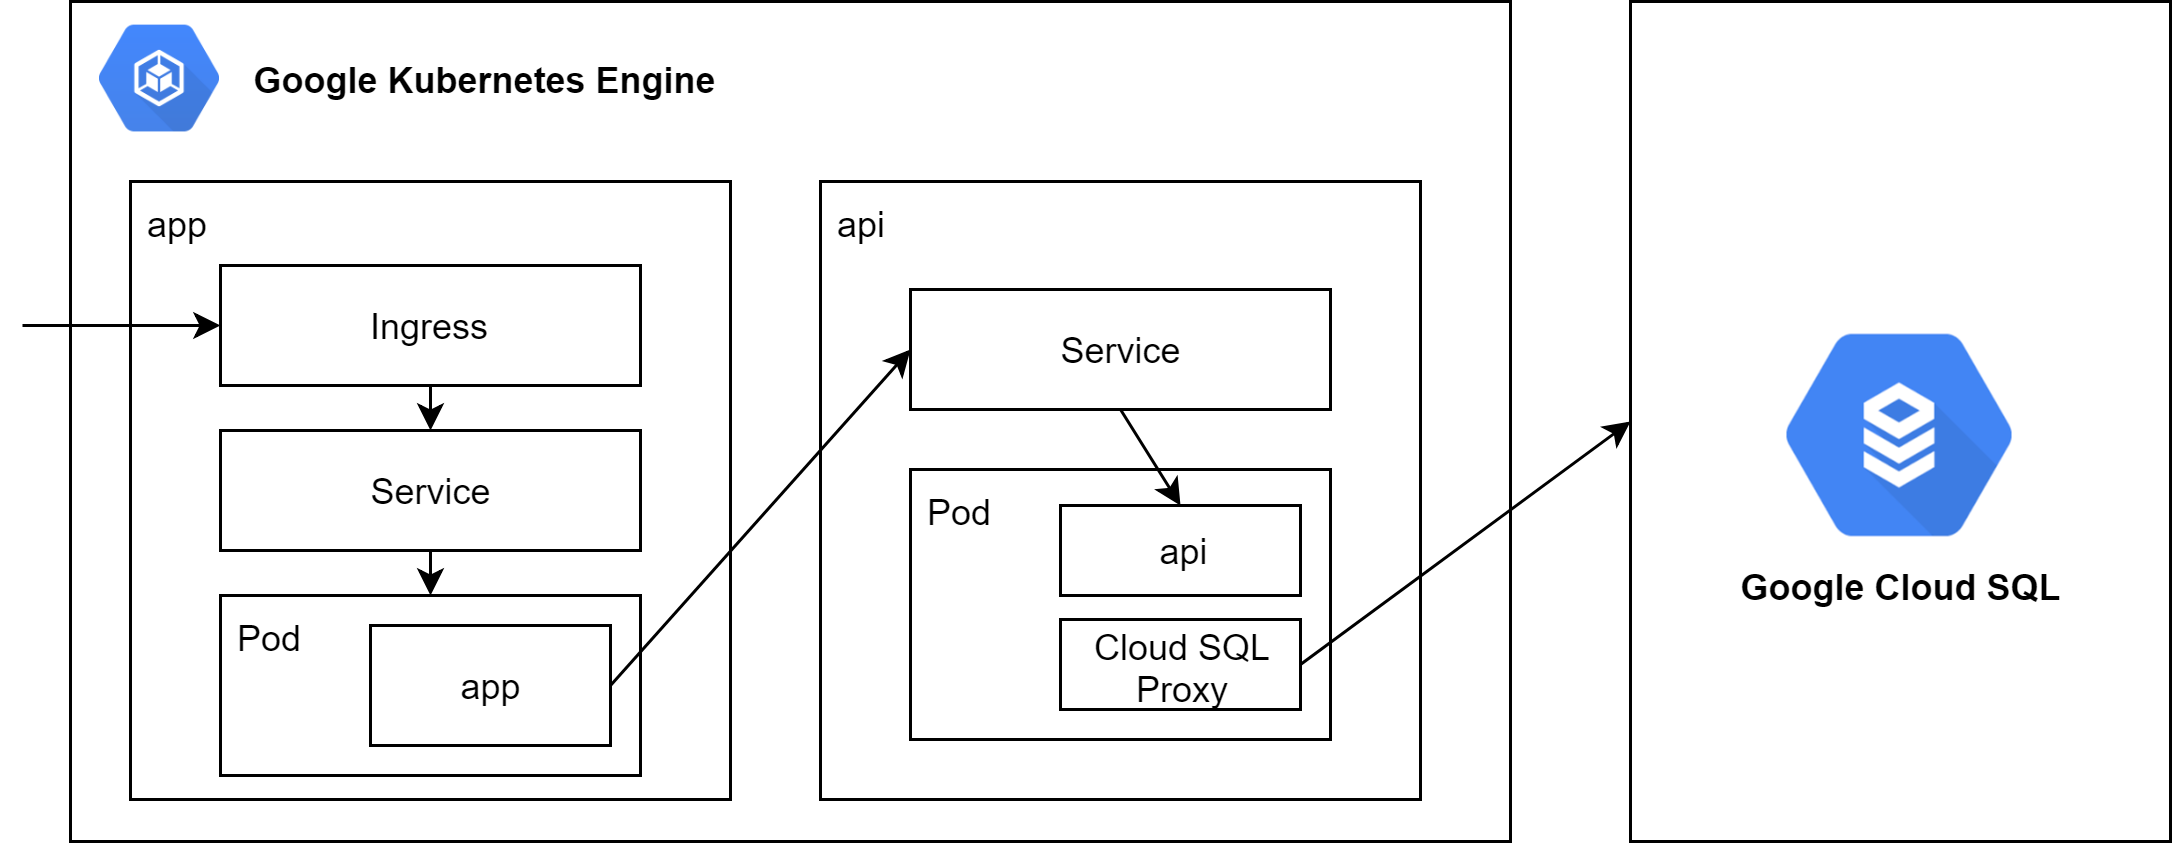 Google Kubernetes Engine
app
Ingress
Service
Pod
app
api
Service
Pod
api
Cloud SQL
Proxy
Google Cloud SQL